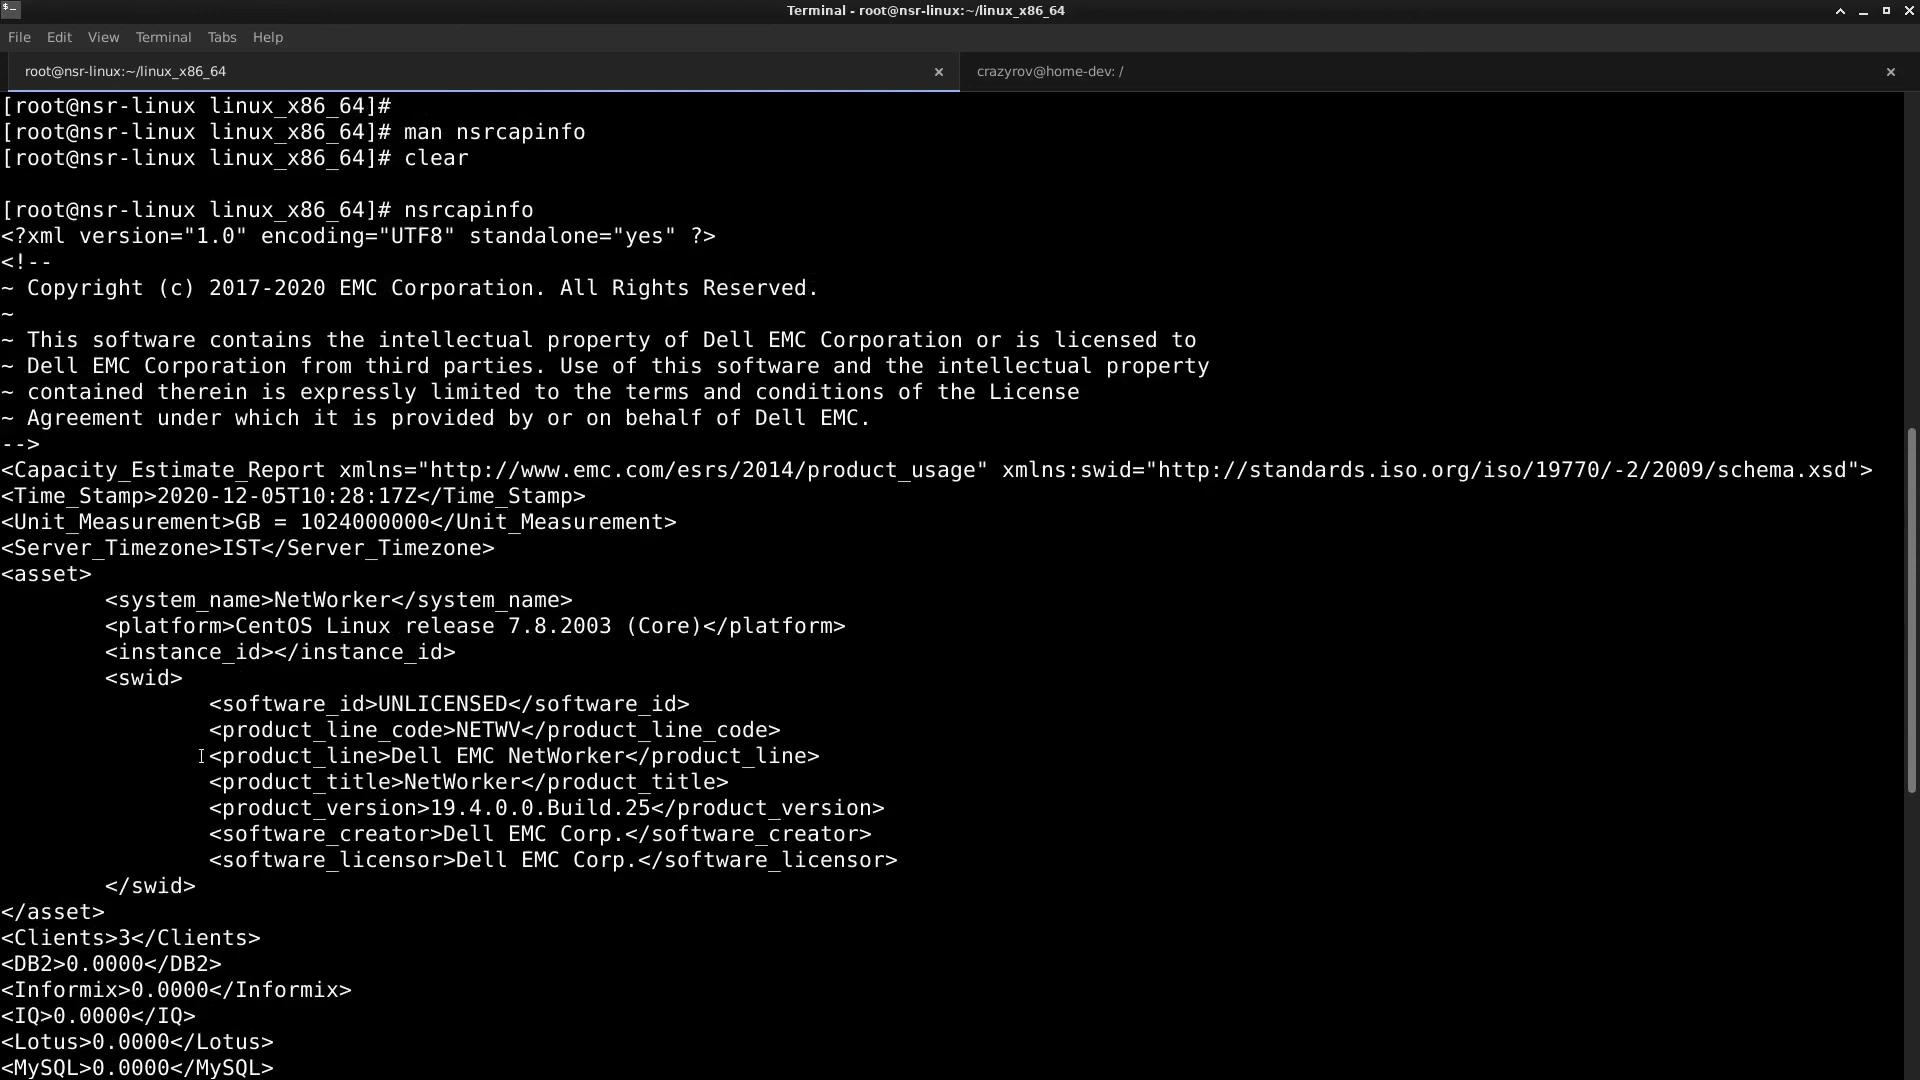 Terminal - root@nsr-linux:~/linux_x86_64
File Edit View Terminal Tabs Help
root@nsr-linux:~/linux_x86_64 crazyrov@home-dev: /
[root@nsr-linux linux_x86_64]#
[root@nsr-linux linux_x86_64]# man nsrcapinfo
[root@nsr-linux linux_x86_64]# clear
[root@nsr-linux linux_x86_64]# nsrcapinfo
<?xml version="1.0" encoding="UTF8" standalone="yes" ?>
<!--
~ Copyright (c) 2017-2020 EMC Corporation. All Rights Reserved.
~
~ This software contains the intellectual property of Dell EMC Corporation or is licensed to
~ Dell EMC Corporation from third parties. Use of this software and the intellectual property
~ contained therein is expressly limited to the terms and conditions of the License
~ Agreement under which it is provided by or on behalf of Dell EMC.
-->
<Capacity_Estimate_Report xmlns="http://www.emc.com/esrs/2014/product_usage" xmlns:swid="http://standards.iso.org/iso/19770/-2/2009/schema.xsd">
<Time_Stamp>2020-12-05T10:28:17Z</Time_Stamp>
<Unit_Measurement>GB = 1024000000</Unit_Measurement>
<Server_Timezone>IST</Server_Timezone>
<asset>
<system_name>NetWorker</system_name>
<platform>CentOS Linux release 7.8.2003 (Core)</platform>
<instance_id></instance_id>
<swid>
<software_id>UNLICENSED</software_id>
<product_line_code>NETWV</product_line_code>
<product_line>Dell EMC NetWorker</product_line>
<product_title>NetWorker</product_title>
<product_version>19.4.0.0.Build.25</product_version>
<software_creator>Dell EMC Corp.</software_creator>
<software_licensor>Dell EMC Corp.</software_licensor>
</swid>
</asset>
<Clients>3</Clients>
<DB2>0.0000</DB2>
<Informix>0.0000</Informix>
<IQ>0.0000</IQ>
<Lotus>0.0000</Lotus>
<MySQL>0.0000</MySQL>